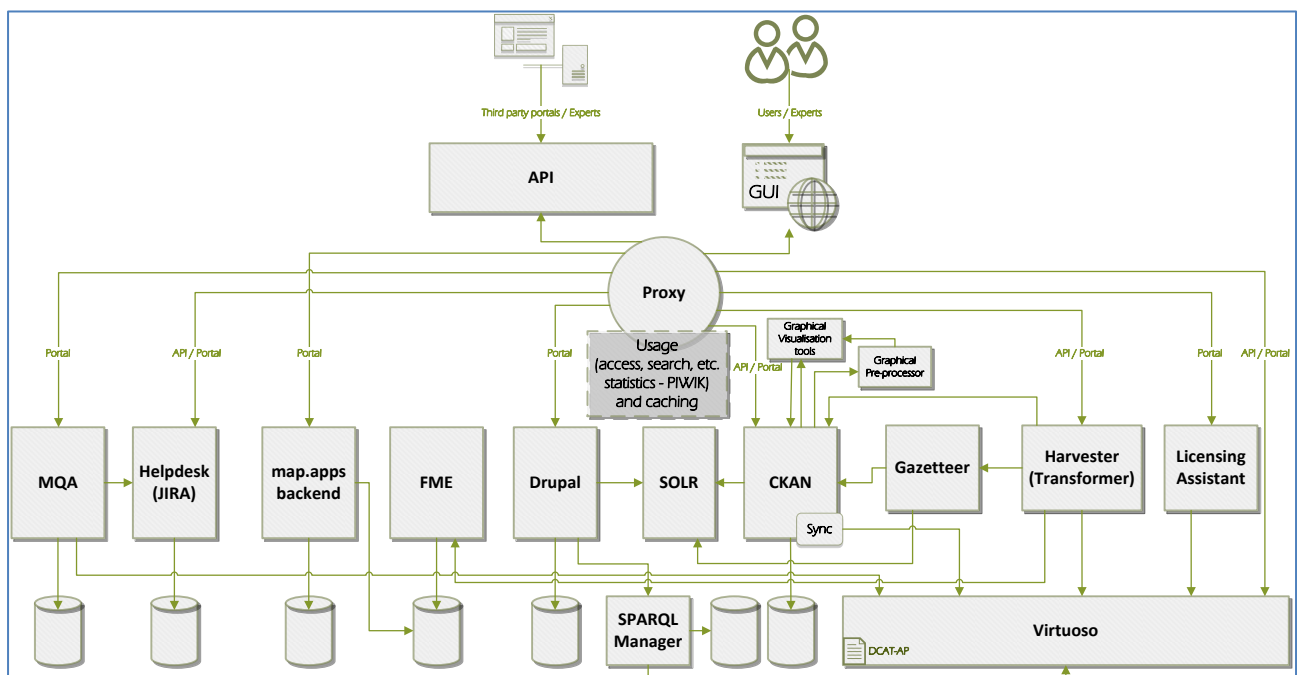 Third party portals / Experts
Users / Experts
API
GUI
Proxy
Usage
(access, search, etc.
statistics - PIWIK)
and caching
Graphical
Visualisation
tools
Graphical
Pre-processor
Portal
API / Portal
Portal
Portal
API / Portal
API / Portal
Portal
API / Portal
MQA
Helpdesk
(JIRA)
map.apps
backend
FME
Drupal
SOLR
CKAN
Gazetteer
Harvester
(Transformer)
Licensing
Assistant
Sync
SPARQL
Manager
Virtuoso
DCAT-AP